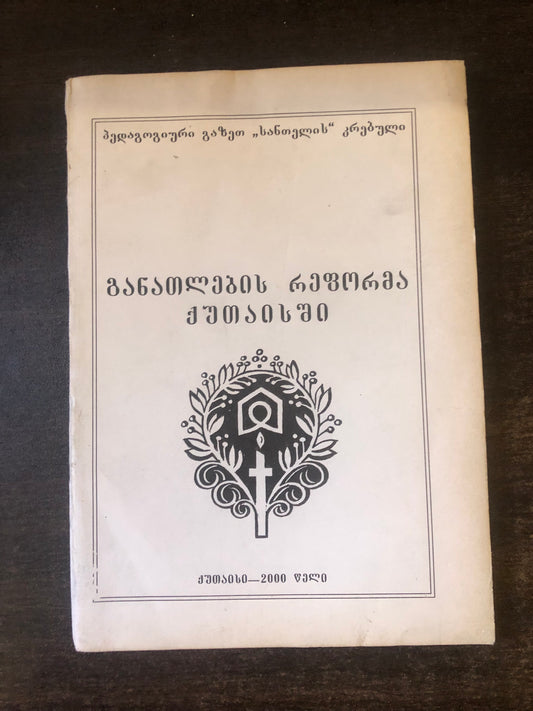 პედაგოგიური გაზეთ „სანთელის“ კრებული
განათლების რეფორმა
ქუთაისში
ქუთაისი—2000 წელი